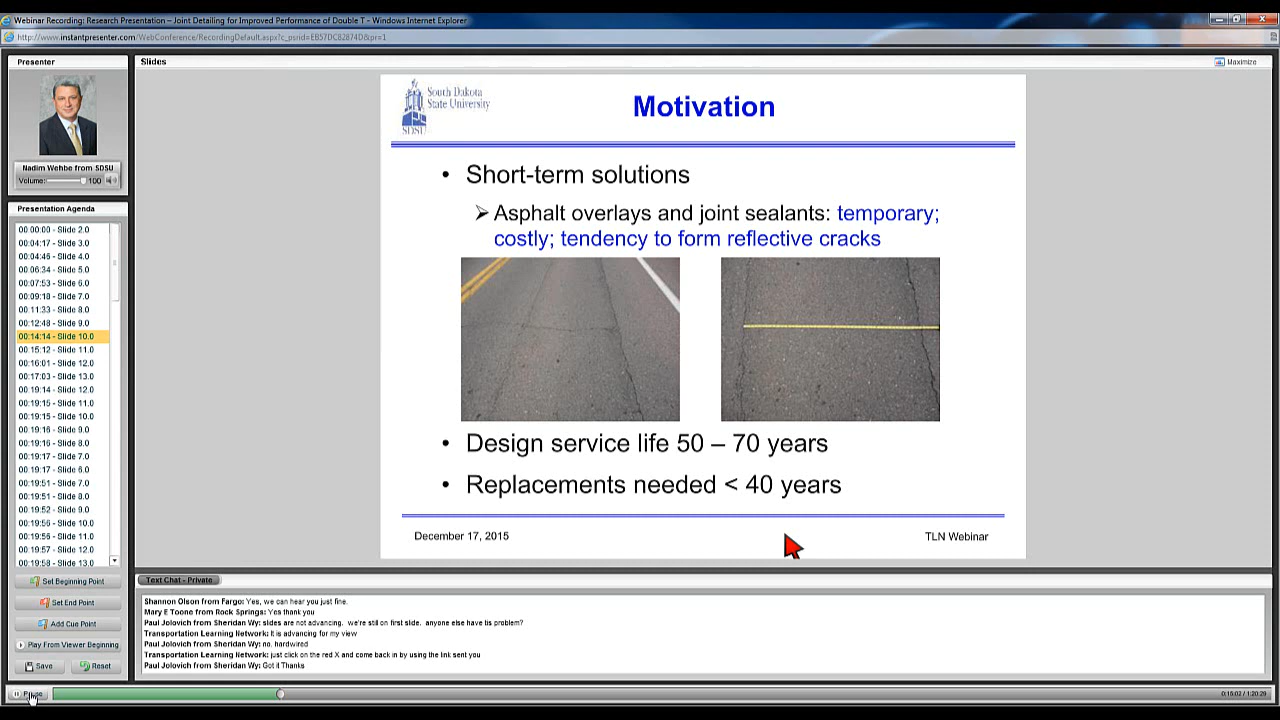 Webinar Recording: Research Presentation – Joint Detailing for Improved Performance of Double T - Windows Internet Explorer
http://www.instantpresenter.com/WebConference/RecordingDefault.aspx?c_psrid=EB57DC82874D&pr=1
Presenter
Nadim Wehbe from SDSU
Volume: 100
Presentation Agenda
00:00:00 - Slide 2.0
00:04:17 - Slide 3.0
00:04:46 - Slide 4.0
00:06:34 - Slide 5.0
00:07:53 - Slide 6.0
00:09:18 - Slide 7.0
00:11:33 - Slide 8.0
00:12:48 - Slide 9.0
00:14:14 - Slide 10.0
00:15:12 - Slide 11.0
00:16:01 - Slide 12.0
00:17:03 - Slide 13.0
00:19:14 - Slide 12.0
00:19:15 - Slide 11.0
00:19:15 - Slide 10.0
00:19:16 - Slide 9.0
00:19:16 - Slide 8.0
00:19:17 - Slide 7.0
00:19:17 - Slide 6.0
00:19:51 - Slide 7.0
00:19:51 - Slide 8.0
00:19:52 - Slide 9.0
00:19:56 - Slide 10.0
00:19:56 - Slide 11.0
00:19:57 - Slide 12.0
00:19:58 - Slide 13.0
Set Beginning Point
Set End Point
Add Cue Point
Play From Viewer Beginning
Save Reset
Slides
Maximize
South Dakota
State University
SDSU
Motivation
• Short-term solutions
➢ Asphalt overlays and joint sealants: temporary;
costly; tendency to form reflective cracks
• Design service life 50 – 70 years
• Replacements needed < 40 years
December 17, 2015 TLN Webinar
Text Chat - Private
Shannon Olson from Fargo: Yes, we can hear you just fine.
Mary E Toone from Rock Springs: Yes thank you
Paul Jolovich from Sheridan Wy: slides are not advancing. we're still on first slide. anyone else have tis problem?
Transportation Learning Network: It is advancing for my view
Paul Jolovich from Sheridan Wy: no. hardwired
Transportation Learning Network: just click on the red X and come back in by using the link sent you
Paul Jolovich from Sheridan Wy: Got it Thanks
Pause
0:16:02 / 1:20:29